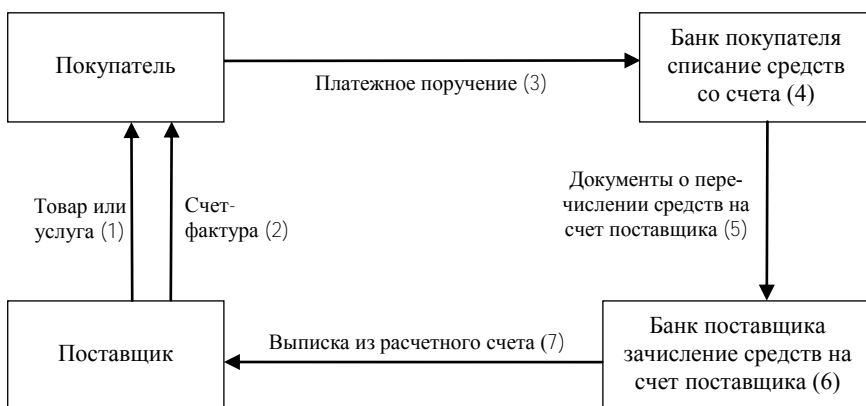 Покупатель
Платежное поручение (3)
Банк покупателя
списание средств
со счета (4)
Товар или
услуга (1)
Счет-
фактура (2)
Документы о пере-
числении средств на
счет поставщика (5)
Поставщик
Выписка из расчетного счета (7)
Банк поставщика
зачисление средств на
счет поставщика (6)